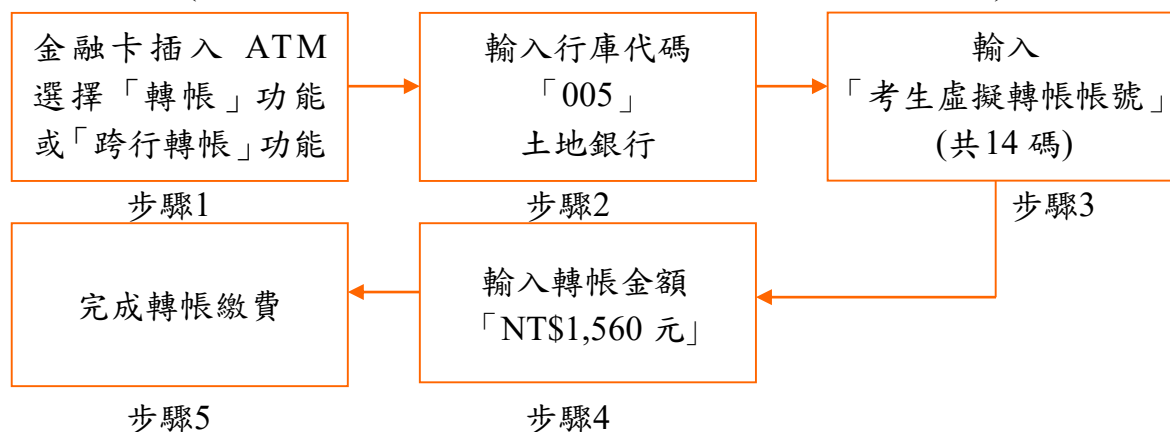 金融卡插入 ATM
選擇「轉帳」功能
或「跨行轉帳」功能
步驟1
輸入行庫代碼
「005」
土地銀行
步驟2
輸入
「考生虛擬轉帳帳號」
(共14 碼)
步驟3
輸入轉帳金額
「NT$1,560 元」
步驟4
完成轉帳繳費
步驟5